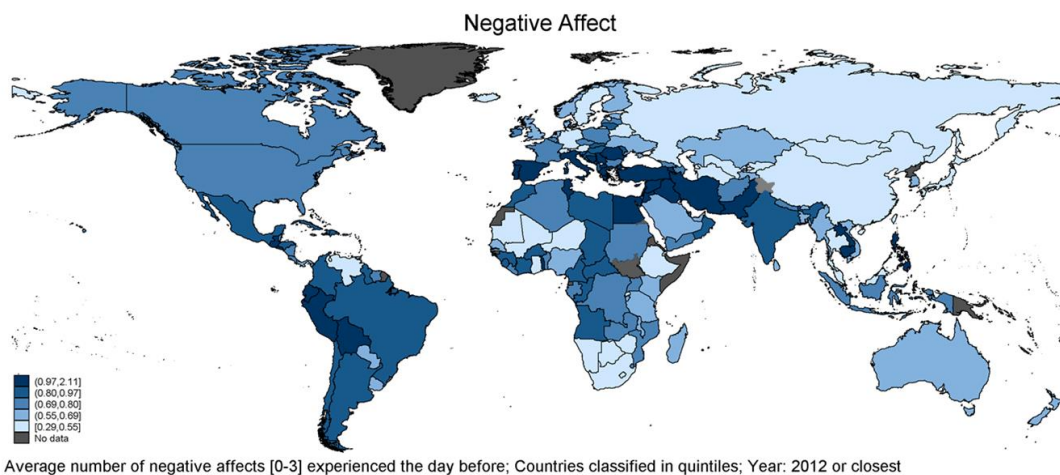 Negative Affect
(0.97,2.11]
(0.80,0.97]
(0.69,0.80]
(0.55,0.69]
[0.29,0.55]
No data
Average number of negative affects [0-3] experienced the day before; Countries classified in quintiles; Year: 2012 or closest